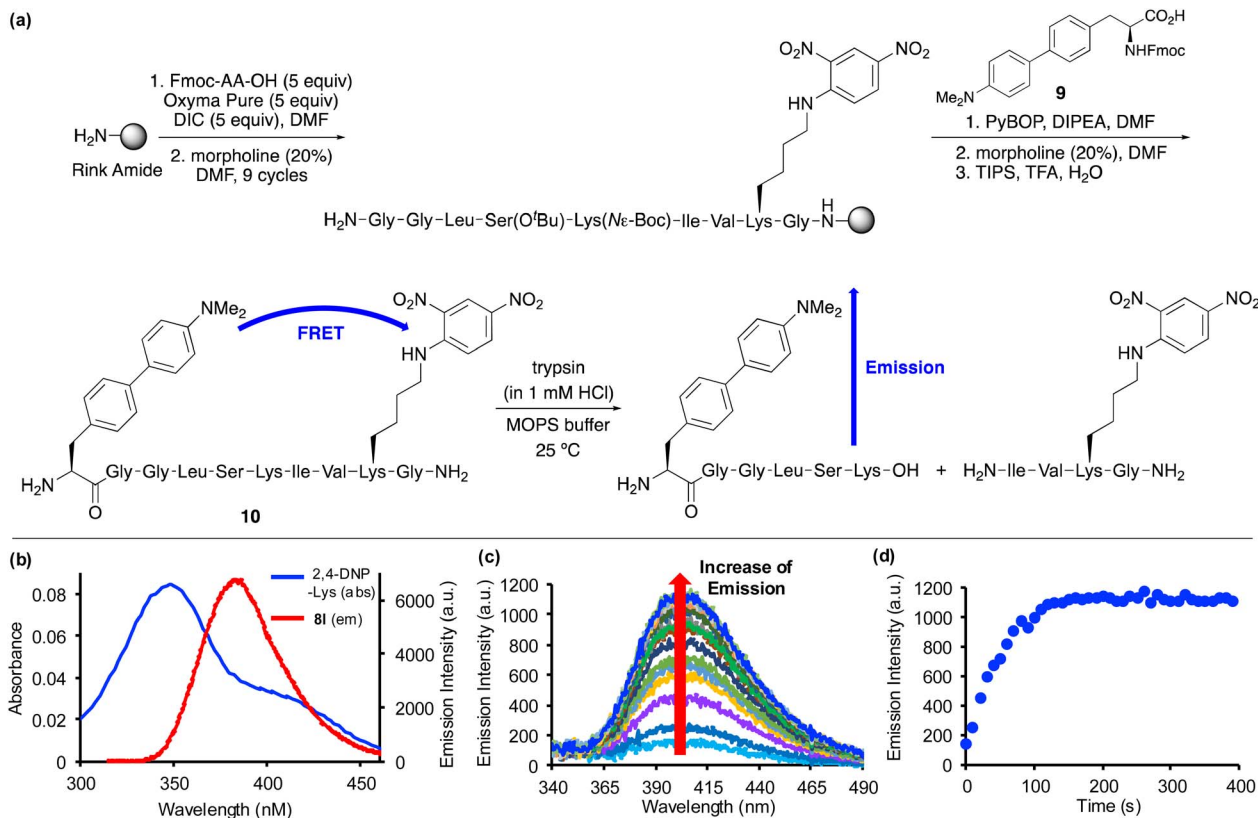 (a)
1. Fmoc-AA-OH (5 equiv)
Oxyma Pure (5 equiv)
DIC (5 equiv), DMF
H₂N
Rink Amide
2. morpholine (20%)
DMF, 9 cycles
O₂N
NO₂
HN
H₂N–Gly–Gly–Leu–Ser(OᵗBu)–Lys(Nε-Boc)–Ile–Val–Lys–Gly–N
H
CO₂H
NHFmoc
Me₂N
9
1. PyBOP, DIPEA, DMF
2. morpholine (20%), DMF
3. TIPS, TFA, H₂O
NMe₂
FRET
O₂N
NO₂
HN
Gly–Gly–Leu–Ser–Lys–Ile–Val–Lys–Gly–NH₂
H₂N
O
10
trypsin
(in 1 mM HCl)
MOPS buffer
25 ºC
NMe₂
Emission
Gly–Gly–Leu–Ser–Lys–OH
H₂N
O
+
O₂N
NO₂
HN
H₂N–Ile–Val–Lys–Gly–NH₂
(b)
2,4-DNP
-Lys (abs)
8l (em)
Absorbance
0.08
0.06
0.04
0.02
0
300 350 400 450
Wavelength (nM)
6000
4000
2000
0
Emission Intensity (a.u.)
(c)
Increase of
Emission
Emission Intensity (a.u.)
1200
1000
800
600
400
200
0
340 365 390 415 440 465 490
Wavelength (nm)
(d)
Emission Intensity (a.u.)
1400
1200
1000
800
600
400
200
0
0 100 200 300 400
Time (s)